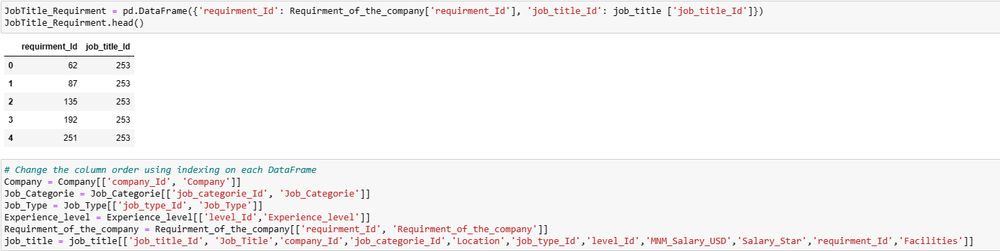 JobTitle_Requirment = pd.DataFrame({'requirment_Id': Requirment_of_the_company['requirment_Id'], 'job_title_Id': job_title ['job_title_Id']})
JobTitle_Requirment.head()
requirment_Id job_title_Id
0 62 253
1 87 253
2 135 253
3 192 253
4 251 253
# Change the column order using indexing on each DataFrame
Company = Company[['company_Id', 'Company']]
Job_Categorie = Job_Categorie[['job_categorie_Id', 'Job_Categorie']]
Job_Type = Job_Type[['job_type_Id', 'Job_Type']]
Experience_level = Experience_level[['level_Id','Experience_level']]
Requirment_of_the_company = Requirment_of_the_company[['requirment_Id', 'Requirment_of_the_company']]
job_title = job_title[['job_title_Id', 'Job_Title','company_Id','job_categorie_Id','Location','job_type_Id','level_Id','MNM_Salary_USD','Salary_Star','requirment_Id','Facilities']]